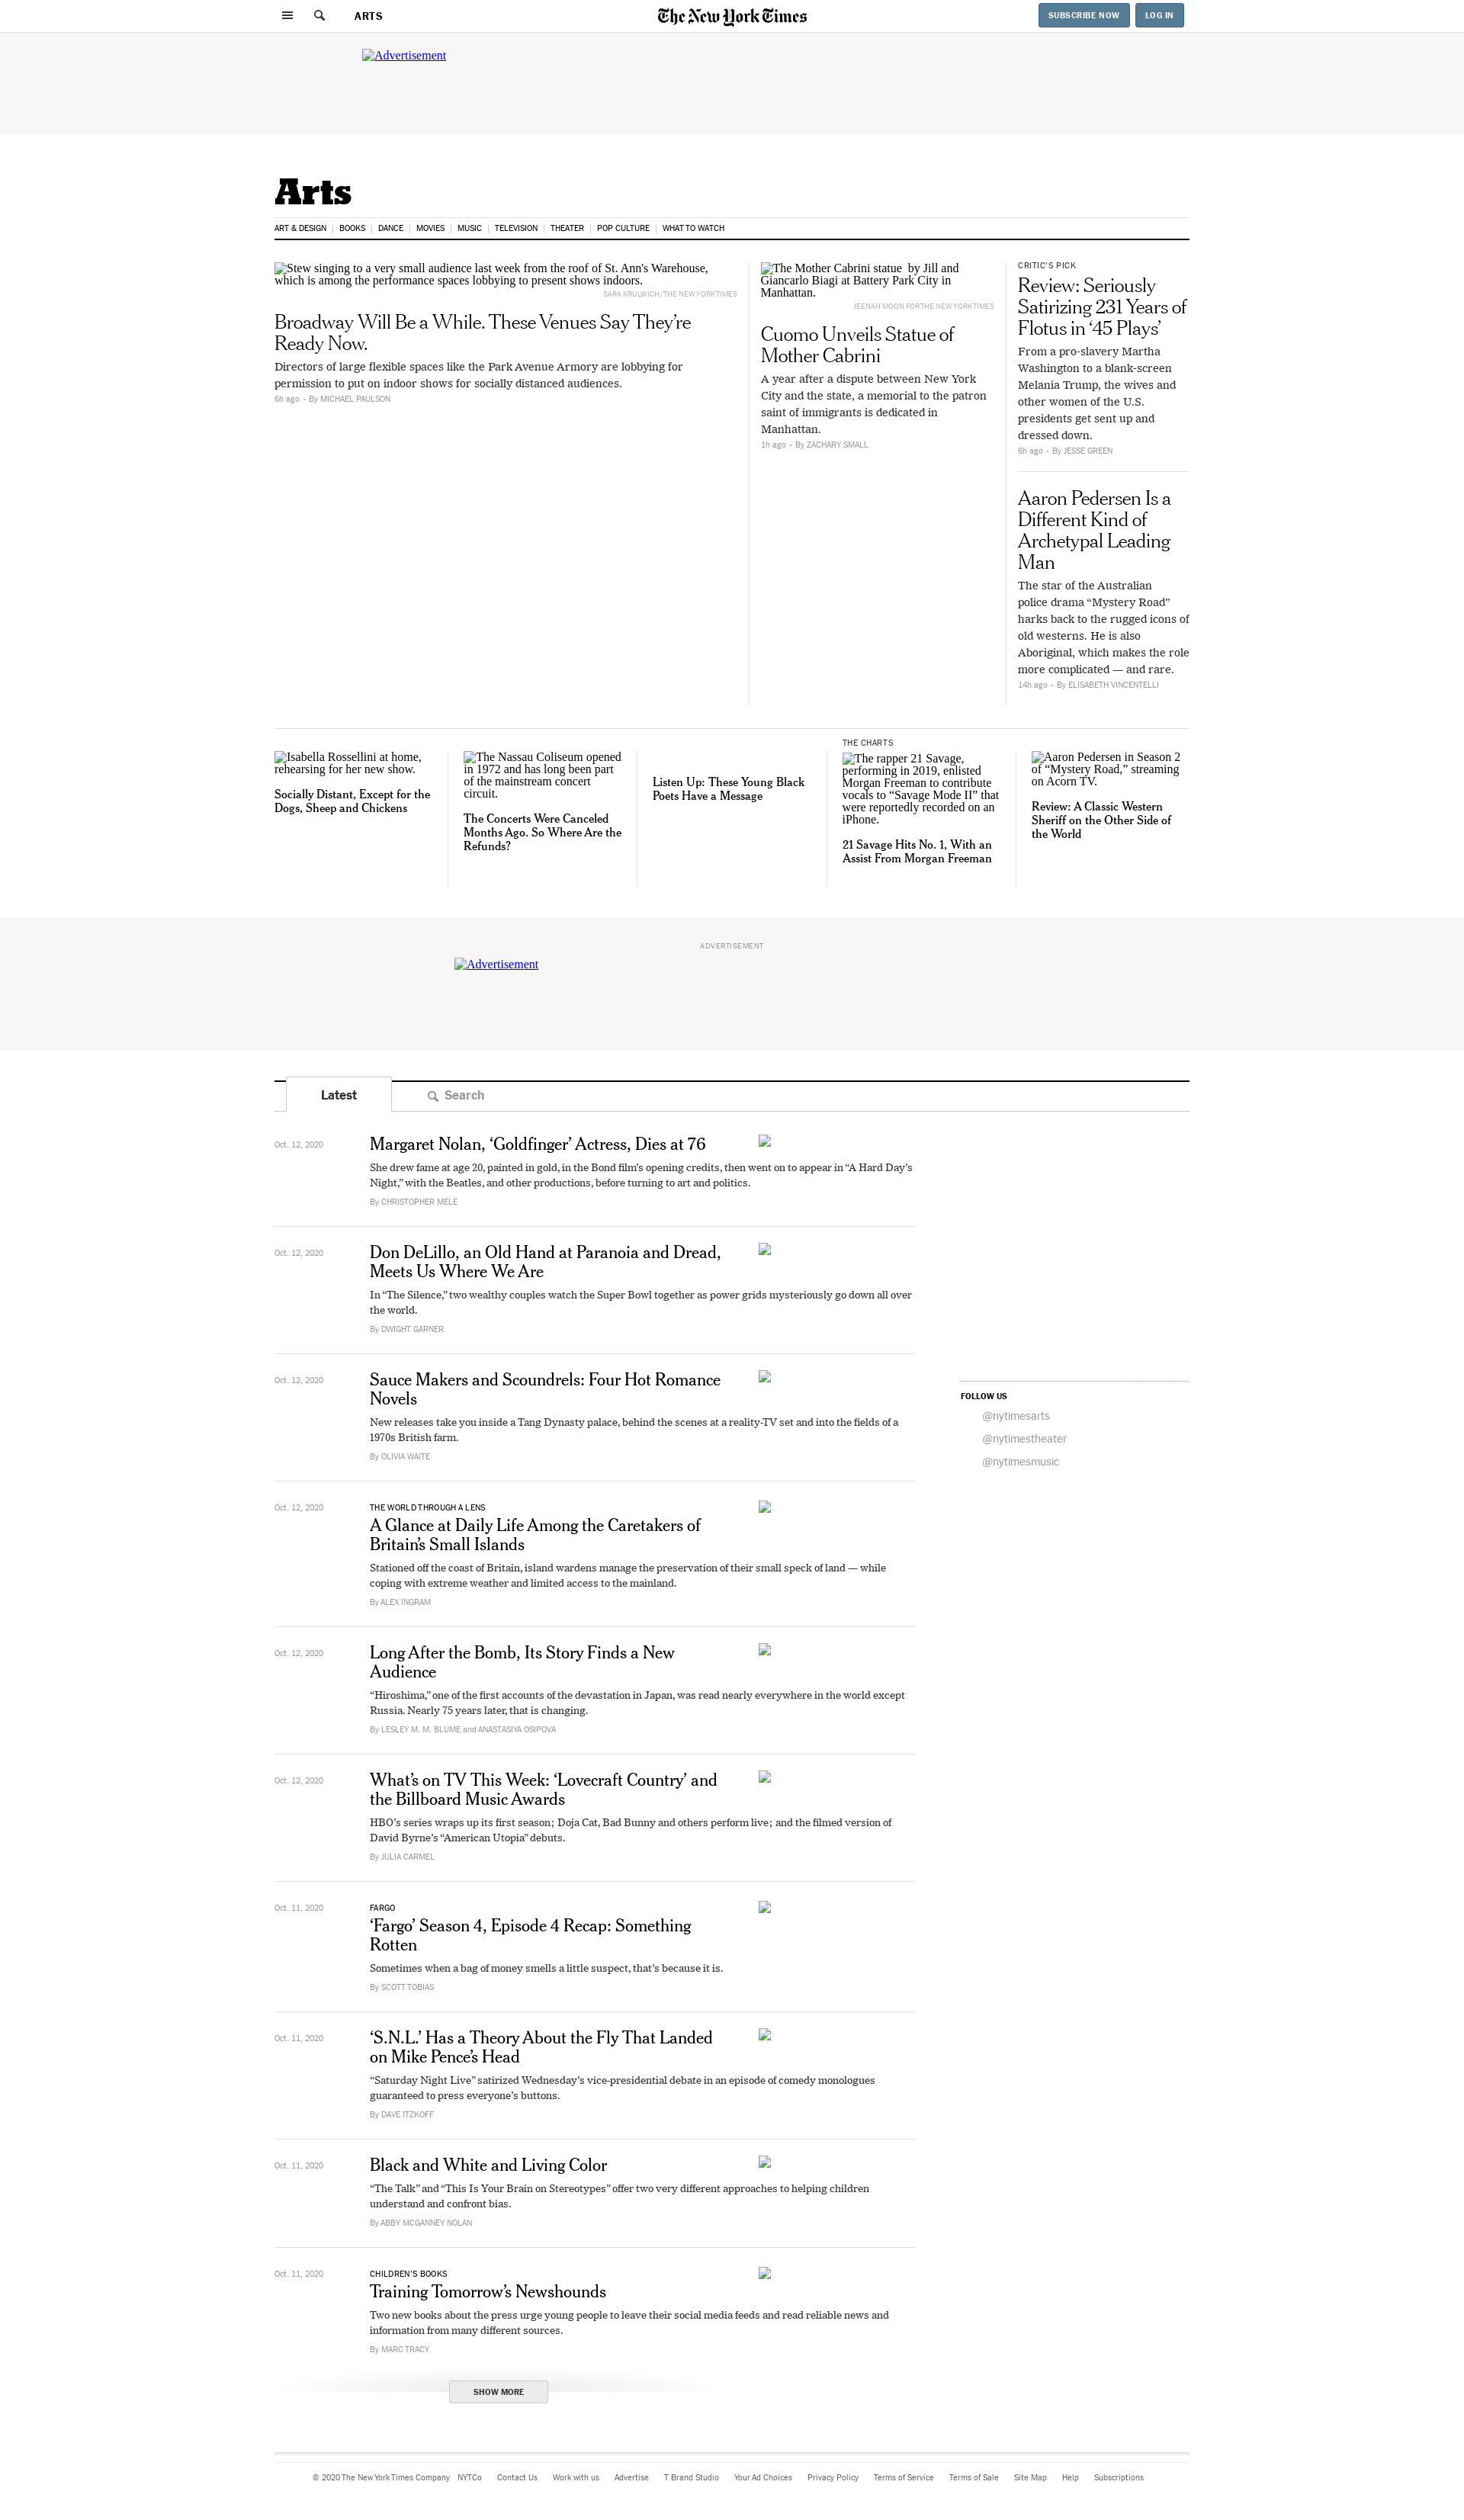 ARTS
The New York Times
SUBSCRIBE NOW
LOG IN
Advertisement
Arts
ART & DESIGN
BOOKS
DANCE
MOVIES
MUSIC
TELEVISION
THEATER
POP CULTURE
WHAT TO WATCH
Stew singing to a very small audience last week from the roof of St. Ann's Warehouse,
which is among the performance spaces lobbying to present shows indoors.
SARA KRULWICH/THE NEW YORK TIMES
Broadway Will Be a While. These Venues Say They’re
Ready Now.
Directors of large flexible spaces like the Park Avenue Armory are lobbying for
permission to put on indoor shows for socially distanced audiences.
6h ago • By MICHAEL PAULSON
The Mother Cabrini statue by Jill and
Giancarlo Biagi at Battery Park City in
Manhattan.
JEENAH MOON FOR THE NEW YORK TIMES
Cuomo Unveils Statue of
Mother Cabrini
A year after a dispute between New York
City and the state, a memorial to the patron
saint of immigrants is dedicated in
Manhattan.
1h ago • By ZACHARY SMALL
CRITIC’S PICK
Review: Seriously
Satirizing 231 Years of
Flotus in ‘45 Plays’
From a pro-slavery Martha
Washington to a blank-screen
Melania Trump, the wives and
other women of the U.S.
presidents get sent up and
dressed down.
6h ago • By JESSE GREEN
Aaron Pedersen Is a
Different Kind of
Archetypal Leading
Man
The star of the Australian
police drama “Mystery Road”
harks back to the rugged icons of
old westerns. He is also
Aboriginal, which makes the role
more complicated — and rare.
14h ago • By ELISABETH VINCENTELLI
Isabella Rossellini at home,
rehearsing for her new show.
Socially Distant, Except for the
Dogs, Sheep and Chickens
The Nassau Coliseum opened
in 1972 and has long been part
of the mainstream concert
circuit.
The Concerts Were Canceled
Months Ago. So Where Are the
Refunds?
Listen Up: These Young Black
Poets Have a Message
THE CHARTS
The rapper 21 Savage,
performing in 2019, enlisted
Morgan Freeman to contribute
vocals to “Savage Mode II” that
were reportedly recorded on an
iPhone.
21 Savage Hits No. 1, With an
Assist From Morgan Freeman
Aaron Pedersen in Season 2
of “Mystery Road,” streaming
on Acorn TV.
Review: A Classic Western
Sheriff on the Other Side of
the World
ADVERTISEMENT
Advertisement
Latest
Search
Oct. 12, 2020
Margaret Nolan, ‘Goldfinger’ Actress, Dies at 76
She drew fame at age 20, painted in gold, in the Bond film’s opening credits, then went on to appear in “A Hard Day’s
Night,” with the Beatles, and other productions, before turning to art and politics.
By CHRISTOPHER MELE
Oct. 12, 2020
Don DeLillo, an Old Hand at Paranoia and Dread,
Meets Us Where We Are
In “The Silence,” two wealthy couples watch the Super Bowl together as power grids mysteriously go down all over
the world.
By DWIGHT GARNER
Oct. 12, 2020
Sauce Makers and Scoundrels: Four Hot Romance
Novels
New releases take you inside a Tang Dynasty palace, behind the scenes at a reality-TV set and into the fields of a
1970s British farm.
By OLIVIA WAITE
FOLLOW US
@nytimesarts
@nytimestheater
@nytimesmusic
Oct. 12, 2020
THE WORLD THROUGH A LENS
A Glance at Daily Life Among the Caretakers of
Britain’s Small Islands
Stationed off the coast of Britain, island wardens manage the preservation of their small speck of land — while
coping with extreme weather and limited access to the mainland.
By ALEX INGRAM
Oct. 12, 2020
Long After the Bomb, Its Story Finds a New
Audience
“Hiroshima,” one of the first accounts of the devastation in Japan, was read nearly everywhere in the world except
Russia. Nearly 75 years later, that is changing.
By LESLEY M. M. BLUME and ANASTASIYA OSIPOVA
Oct. 12, 2020
What’s on TV This Week: ‘Lovecraft Country’ and
the Billboard Music Awards
HBO’s series wraps up its first season; Doja Cat, Bad Bunny and others perform live; and the filmed version of
David Byrne’s “American Utopia” debuts.
By JULIA CARMEL
Oct. 11, 2020
FARGO
‘Fargo’ Season 4, Episode 4 Recap: Something
Rotten
Sometimes when a bag of money smells a little suspect, that’s because it is.
By SCOTT TOBIAS
Oct. 11, 2020
‘S.N.L.’ Has a Theory About the Fly That Landed
on Mike Pence’s Head
“Saturday Night Live” satirized Wednesday’s vice-presidential debate in an episode of comedy monologues
guaranteed to press everyone’s buttons.
By DAVE ITZKOFF
Oct. 11, 2020
Black and White and Living Color
“The Talk” and “This Is Your Brain on Stereotypes” offer two very different approaches to helping children
understand and confront bias.
By ABBY MCGANNEY NOLAN
Oct. 11, 2020
CHILDREN’S BOOKS
Training Tomorrow’s Newshounds
Two new books about the press urge young people to leave their social media feeds and read reliable news and
information from many different sources.
By MARC TRACY
SHOW MORE
© 2020 The New York Times Company NYTCo Contact Us Work with us Advertise T Brand Studio Your Ad Choices Privacy Policy Terms of Service Terms of Sale Site Map Help Subscriptions